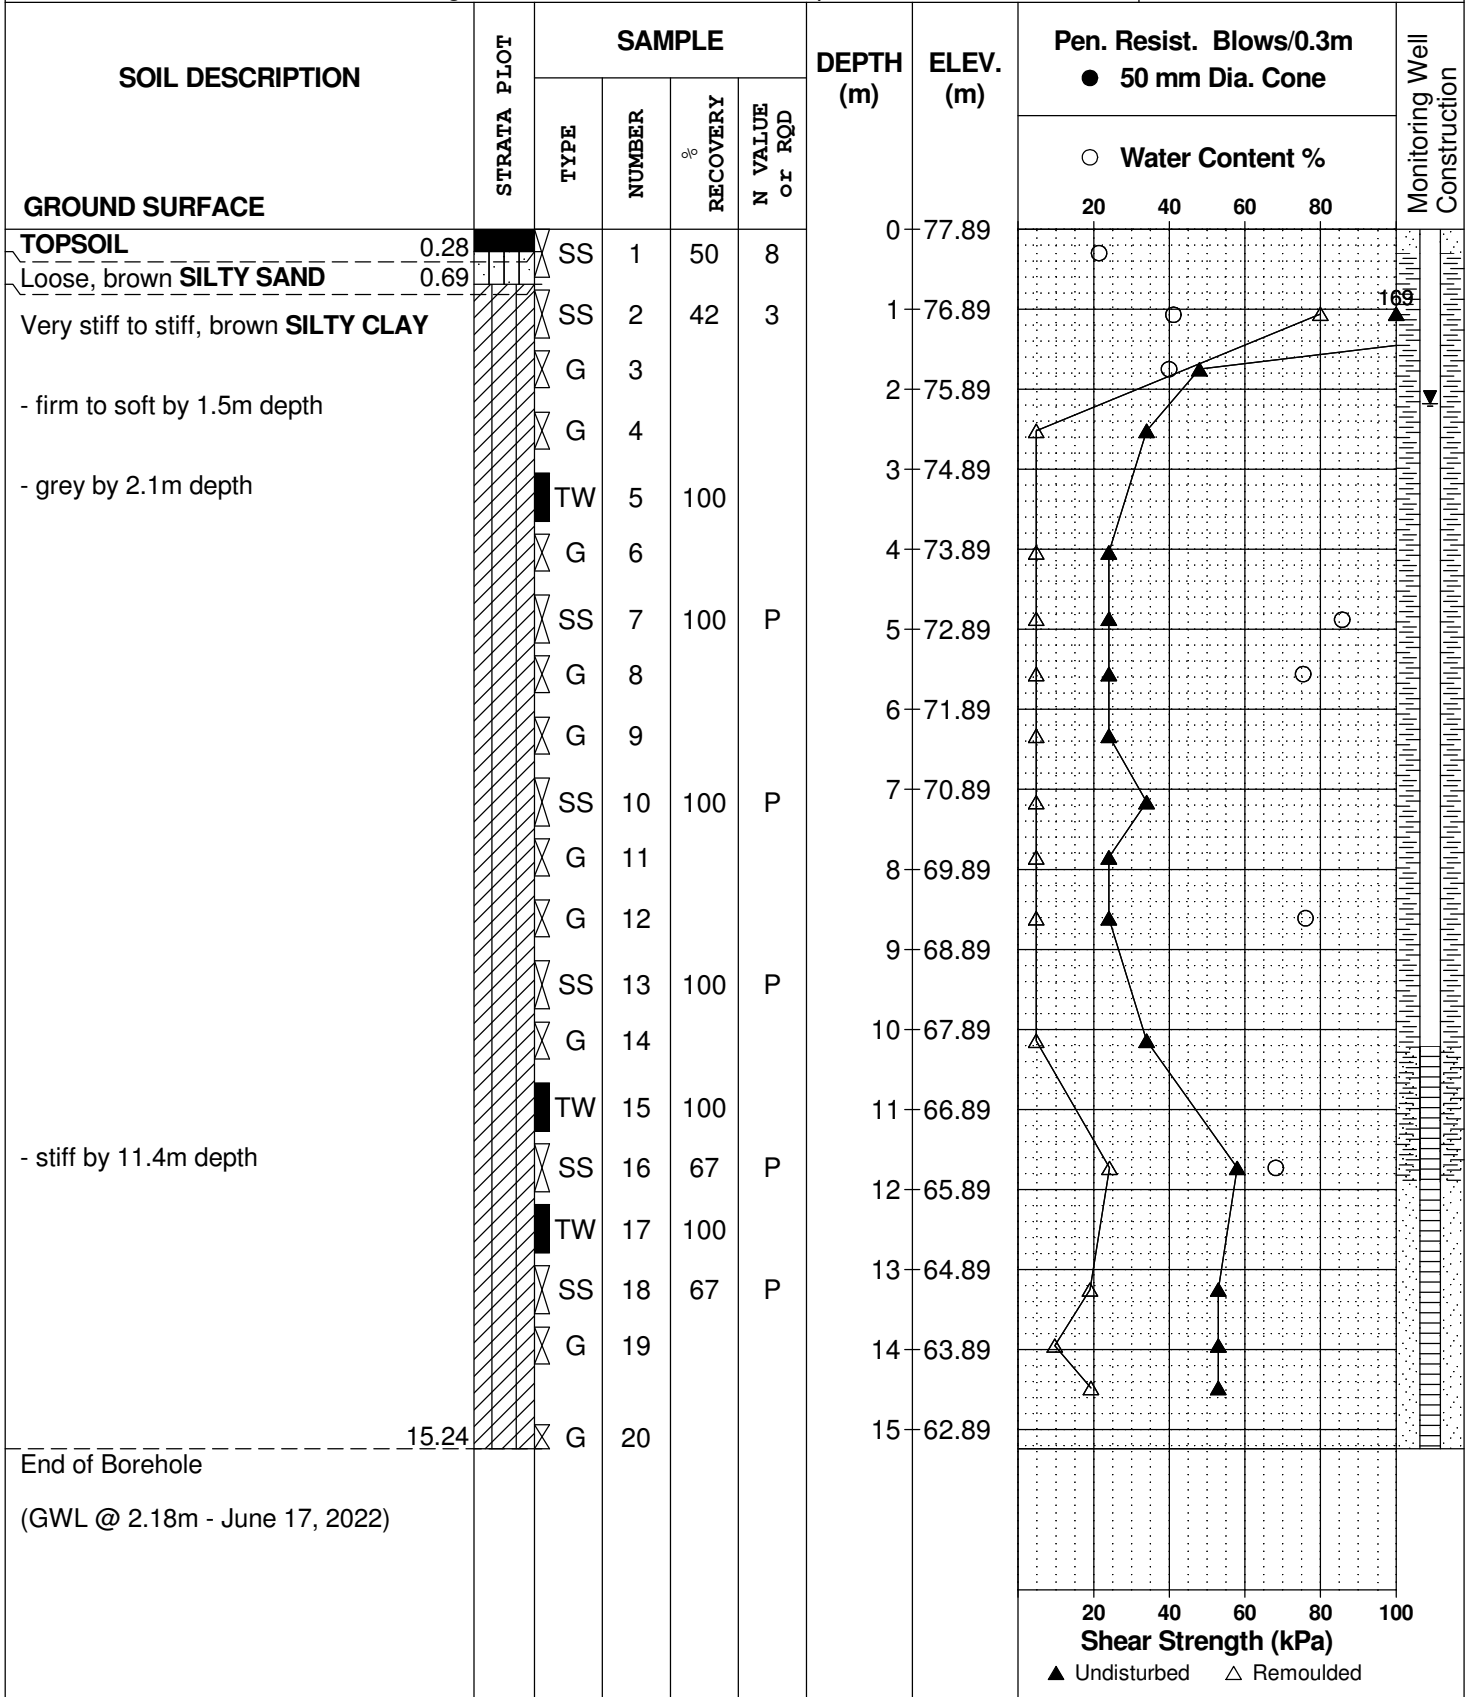 SOIL DESCRIPTION
GROUND SURFACE
STRATA PLOT
SAMPLE
TYPE
NUMBER
% RECOVERY
N VALUE or RQD
DEPTH (m)
ELEV. (m)
Pen. Resist. Blows/0.3m
● 50 mm Dia. Cone
○ Water Content %
20 40 60 80
Monitoring Well Construction
TOPSOIL 0.28
Loose, brown SILTY SAND 0.69
Very stiff to stiff, brown SILTY CLAY
- firm to soft by 1.5m depth
- grey by 2.1m depth
- stiff by 11.4m depth
15.24
End of Borehole
(GWL @ 2.18m - June 17, 2022)
SS 1 50 8
SS 2 42 3
G 3
G 4
TW 5 100
G 6
SS 7 100 P
G 8
G 9
SS 10 100 P
G 11
G 12
SS 13 100 P
G 14
TW 15 100
SS 16 67 P
TW 17 100
SS 18 67 P
G 19
G 20
0 77.89
1 76.89
2 75.89
3 74.89
4 73.89
5 72.89
6 71.89
7 70.89
8 69.89
9 68.89
10 67.89
11 66.89
12 65.89
13 64.89
14 63.89
15 62.89
169
20 40 60 80 100
Shear Strength (kPa)
▲ Undisturbed △ Remoulded